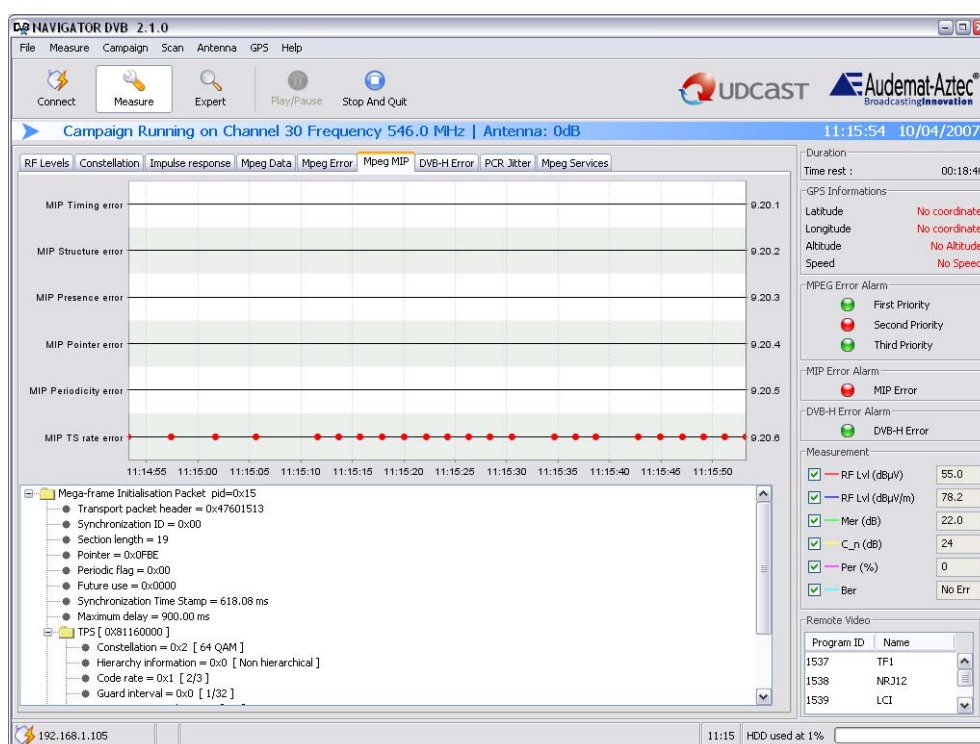 DVB NAVIGATOR DVB 2.1.0
File Measure Campaign Scan Antenna GPS Help
Connect Measure Expert Play/Pause Stop And Quit
UDCAST Audemat-Aztec®
BroadcastingInnovation
Campaign Running on Channel 30 Frequency 546.0 MHz | Antenna: 0dB 11:15:54 10/04/2007
RF Levels Constellation Impulse response Mpeg Data Mpeg Error Mpeg MIP DVB-H Error PCR Jitter Mpeg Services
MIP Timing error 9.20.1
MIP Structure error 9.20.2
MIP Presence error 9.20.3
MIP Pointer error 9.20.4
MIP Periodicity error 9.20.5
MIP TS rate error 9.20.6
11:14:55 11:15:00 11:15:05 11:15:10 11:15:15 11:15:20 11:15:25 11:15:30 11:15:35 11:15:40 11:15:45 11:15:50
Mega-frame Initialisation Packet pid=0x15
Transport packet header = 0x47601513
Synchronization ID = 0x00
Section length = 19
Pointer = 0x0FBE
Periodic flag = 0x00
Future use = 0x0000
Synchronization Time Stamp = 618.08 ms
Maximum delay = 900.00 ms
TPS [ 0X81160000 ]
Constellation = 0x2 [ 64 QAM ]
Hierarchy information = 0x0 [ Non hierarchical ]
Code rate = 0x1 [ 2/3 ]
Guard interval = 0x0 [ 1/32 ]
Duration
Time rest : 00:18:40
GPS Informations
Latitude No coordinate
Longitude No coordinate
Altitude No Altitude
Speed No Speed
MPEG Error Alarm
First Priority
Second Priority
Third Priority
MIP Error Alarm
MIP Error
DVB-H Error Alarm
DVB-H Error
Measurement
RF Lvl (dBµV) 55.0
RF Lvl (dBµV/m) 78.2
Mer (dB) 22.0
C_n (dB) 24
Per (%) 0
Ber No Err
Remote Video
Program ID Name
1537 TF1
1538 NRJ12
1539 LCI
192.168.1.105 11:15 HDD used at 1%